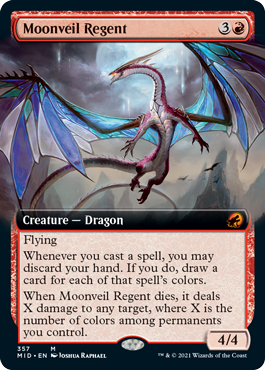 Moonveil Regent 3
Creature — Dragon
Flying
Whenever you cast a spell, you may
discard your hand. If you do, draw a
card for each of that spell's colors.
When Moonveil Regent dies, it deals
X damage to any target, where X is the
number of colors among permanents
you control.
4/4
357 M
MID • EN Joshua Raphael ™ & © 2021 Wizards of the Coast